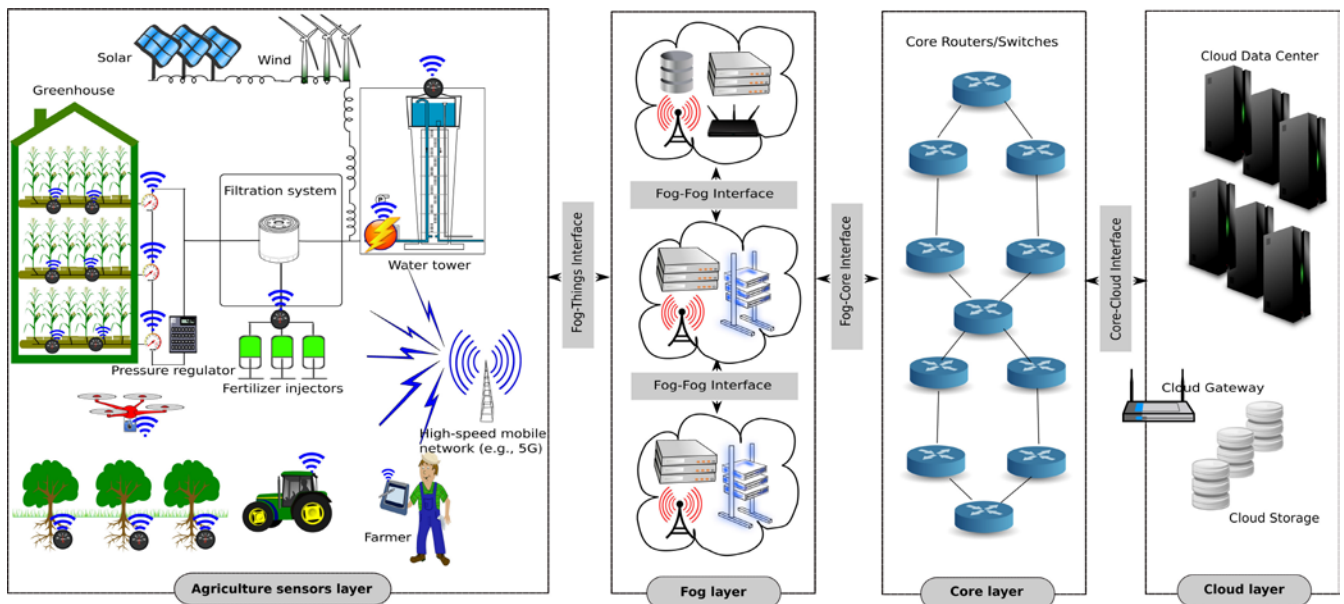 Solar
Wind
Greenhouse
Filtration system
Water tower
Pressure regulator
Fertilizer injectors
High-speed mobile
network (e.g., 5G)
Farmer
Agriculture sensors layer
Fog-Things Interface
Fog-Fog Interface
Fog-Fog Interface
Fog layer
Fog-Core Interface
Core Routers/Switches
Core layer
Core-Cloud Interface
Cloud Data Center
Cloud Gateway
Cloud Storage
Cloud layer